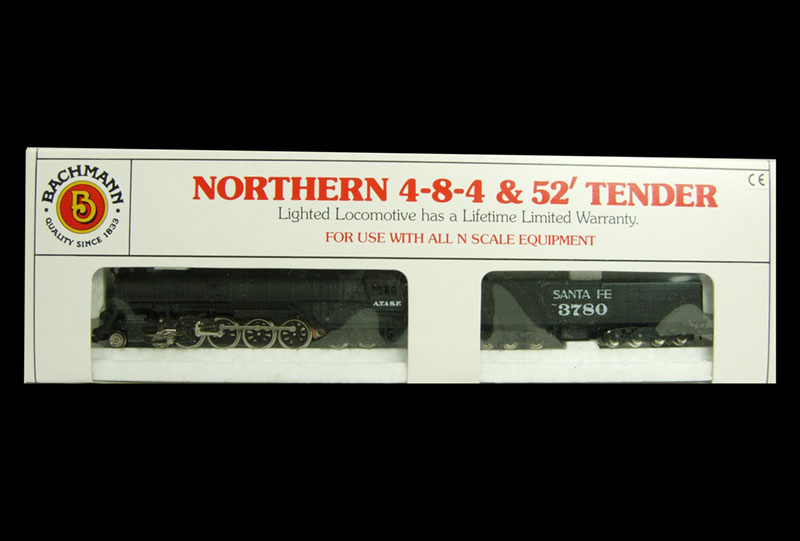 BACHMANN
B
QUALITY SINCE 1833
NORTHERN 4-8-4 & 52' TENDER
CE
Lighted Locomotive has a Lifetime Limited Warranty.
FOR USE WITH ALL N SCALE EQUIPMENT
A.T.& S.F.
SANTA FE
3780